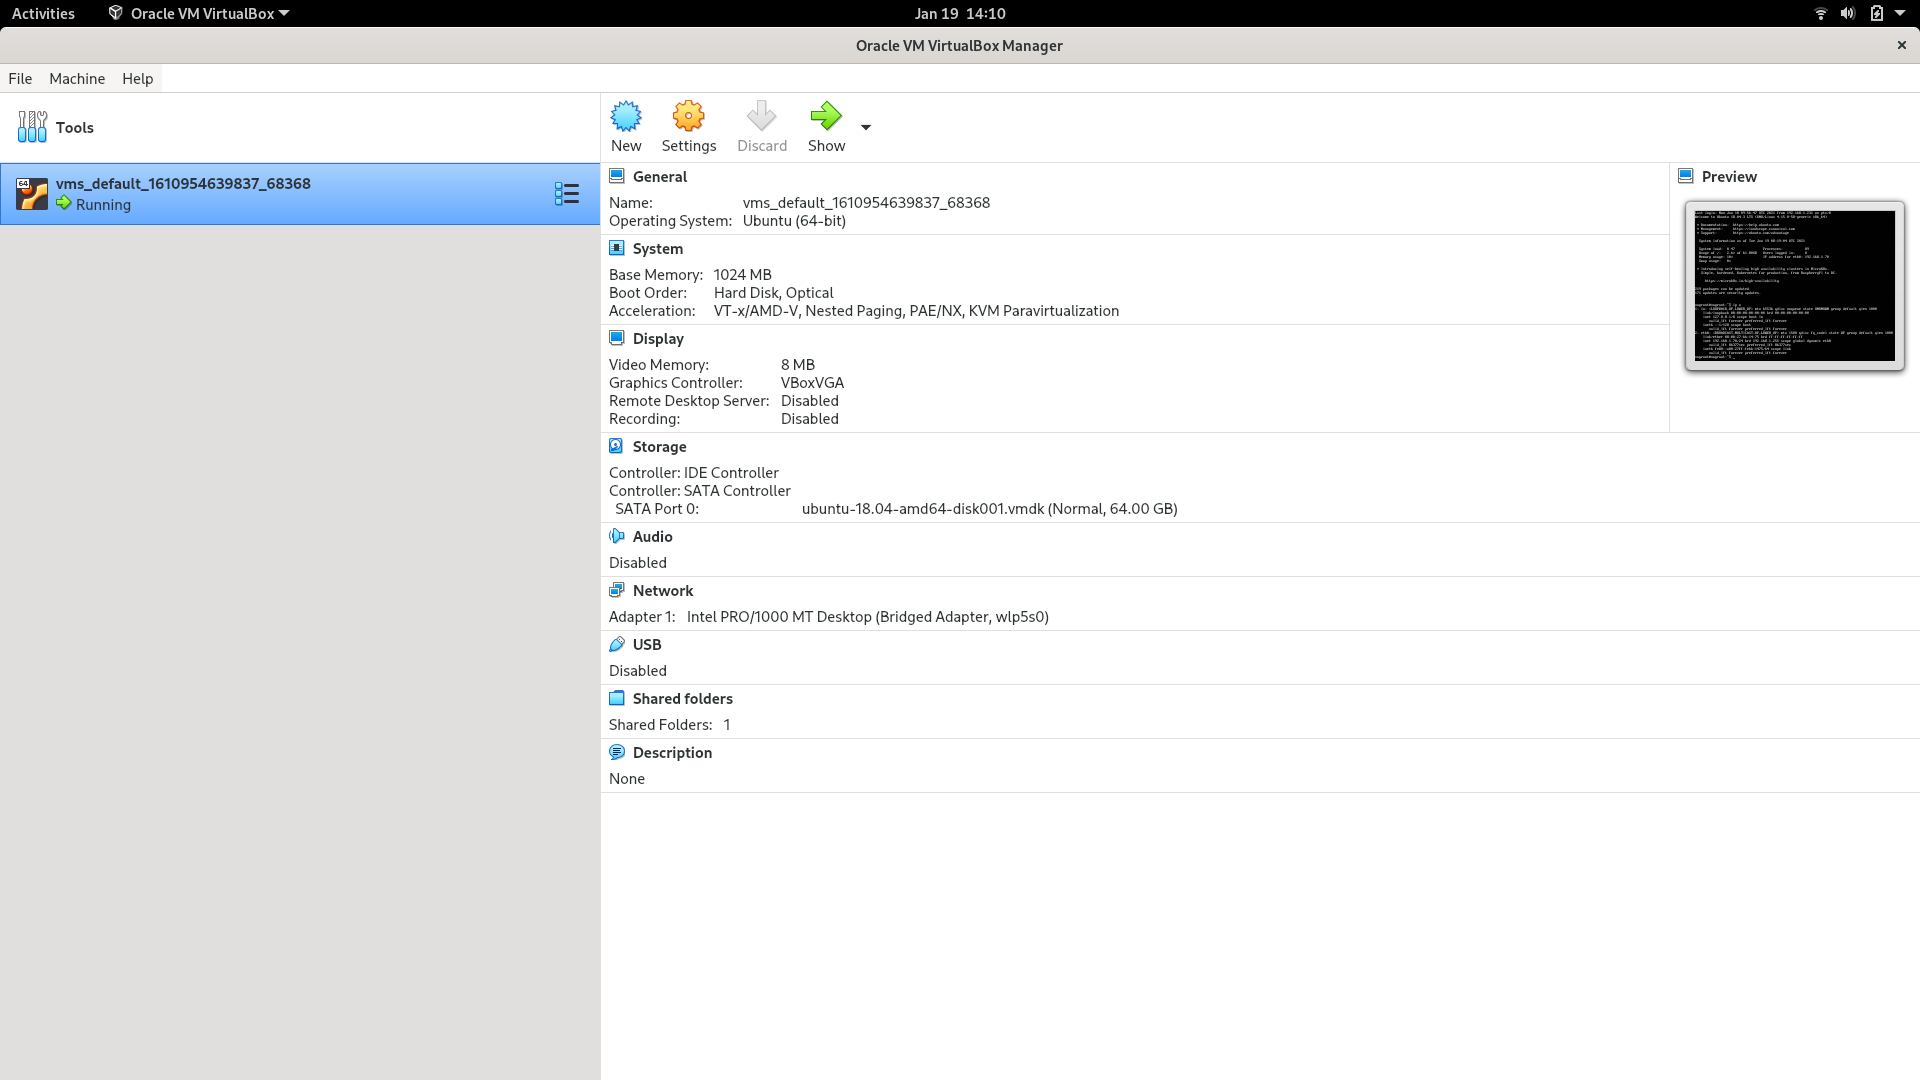 Activities Oracle VM VirtualBox Jan 19 14:10
Oracle VM VirtualBox Manager
File Machine Help
Tools
New Settings Discard Show
64
vms_default_1610954639837_68368
Running
General
Name: vms_default_1610954639837_68368
Operating System: Ubuntu (64-bit)
System
Base Memory: 1024 MB
Boot Order: Hard Disk, Optical
Acceleration: VT-x/AMD-V, Nested Paging, PAE/NX, KVM Paravirtualization
Display
Video Memory: 8 MB
Graphics Controller: VBoxVGA
Remote Desktop Server: Disabled
Recording: Disabled
Preview
Storage
Controller: IDE Controller
Controller: SATA Controller
SATA Port 0: ubuntu-18.04-amd64-disk001.vmdk (Normal, 64.00 GB)
Audio
Disabled
Network
Adapter 1: Intel PRO/1000 MT Desktop (Bridged Adapter, wlp5s0)
USB
Disabled
Shared folders
Shared Folders: 1
Description
None